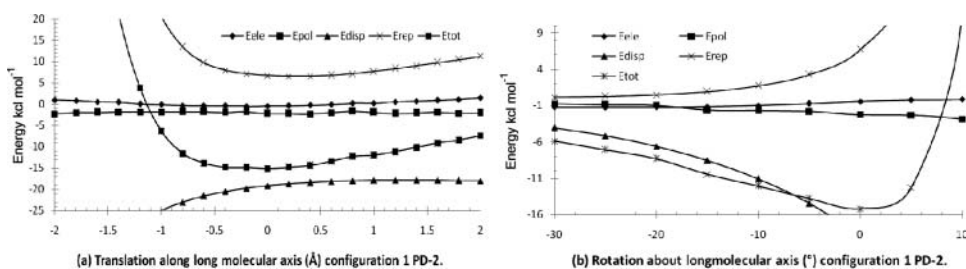 Eele Epol Edisp Erep Etot
Energy kcl mol⁻¹
20
15
10
5
0
-5
-10
-15
-20
-25
-2 -1.5 -1 -0.5 0 0.5 1 1.5 2
(a) Translation along long molecular axis (Å) configuration 1 PD-2.
Eele Epol
Edisp Erep
Etot
Energy kcl mol⁻¹
9
4
-1
-6
-11
-16
-30 -20 -10 0 10
(b) Rotation about longmolecular axis (°) configuration 1 PD-2.